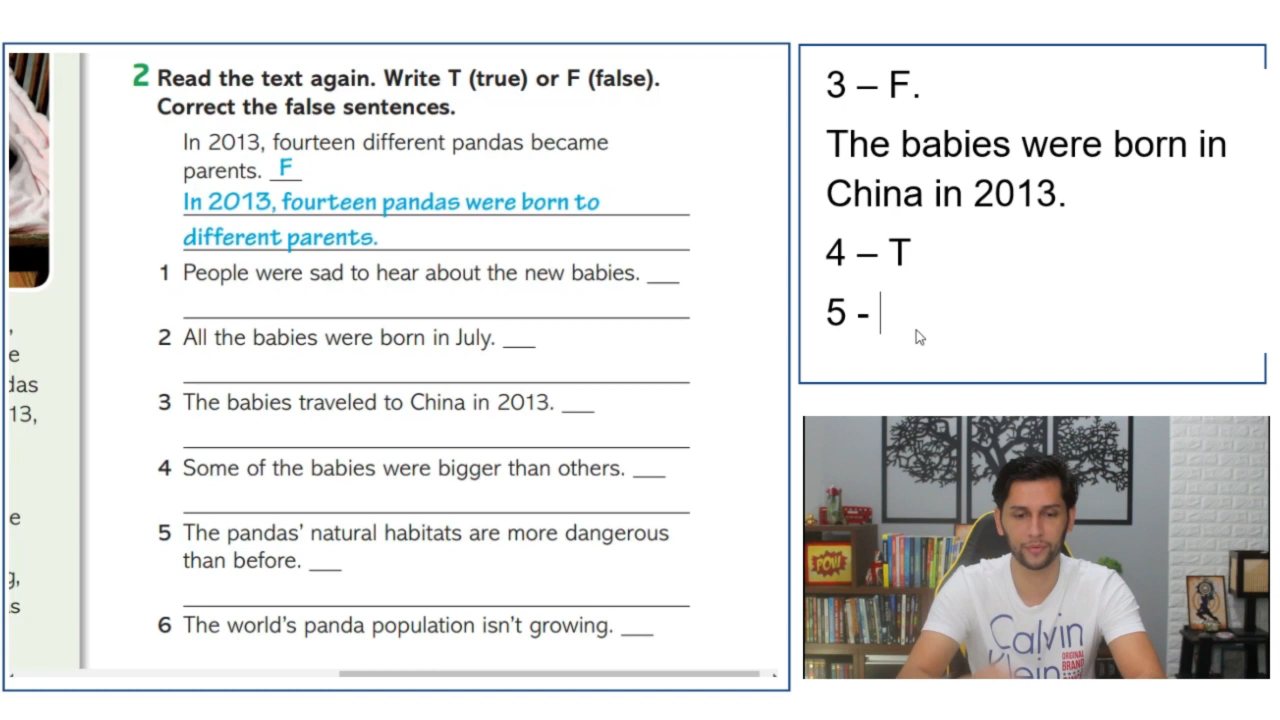 2 Read the text again. Write T (true) or F (false).
Correct the false sentences.
In 2013, fourteen different pandas became
parents. F
In 2013, fourteen pandas were born to
different parents.
1 People were sad to hear about the new babies. ___
2 All the babies were born in July. ___
3 The babies traveled to China in 2013. ___
4 Some of the babies were bigger than others. ___
5 The pandas’ natural habitats are more dangerous
than before. ___
6 The world’s panda population isn’t growing. ___
,
e
das
13,
e
g,
s
3 – F.
The babies were born in
China in 2013.
4 – T
5 -
POW
Calvin
Klein
ORIGINAL
BRAND